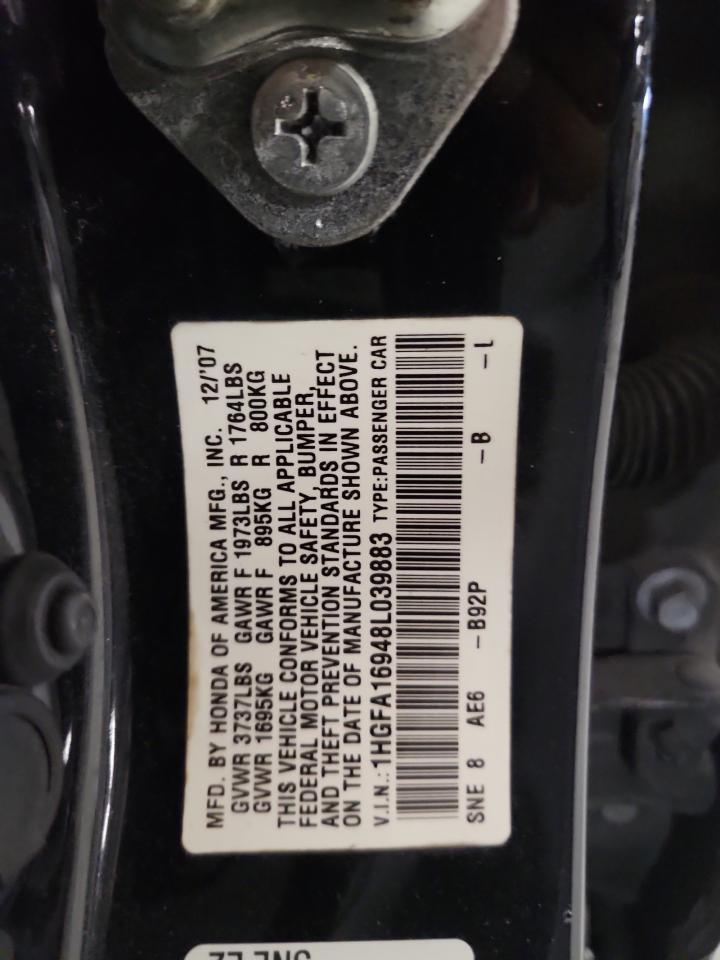 MFD. BY HONDA OF AMERICA MFG., INC. 12/'07
GVWR 3737LBS GAWR F 1973LBS R 1764LBS
GVWR 1695KG GAWR F 895KG R 800KG
THIS VEHICLE CONFORMS TO ALL APPLICABLE
FEDERAL MOTOR VEHICLE SAFETY, BUMPER,
AND THEFT PREVENTION STANDARDS IN EFFECT
ON THE DATE OF MANUFACTURE SHOWN ABOVE.
V.I.N.: 1HGFA16948L039883 TYPE:PASSENGER CAR
SNE 8 AE6 -B92P -B -L